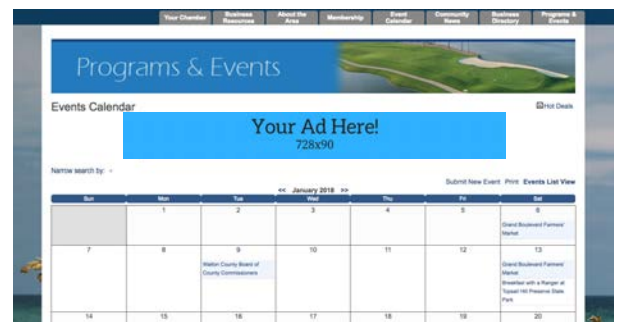 Your Chamber
Business
Resources
About the
Area
Membership
Event
Calendar
Community
News
Business
Directory
Programs &
Events
Programs & Events
Events Calendar
Hot Deals
Your Ad Here!
728x90
Narrow search by:
Submit New Event Print Events List View
<< January 2018 >>
Sun Mon Tue Wed Thu Fri Sat
1 2 3 4 5 6
Grand Boulevard Farmers'
Market
7 8 9 10 11 12 13
Walton County Board of
County Commissioners
Grand Boulevard Farmers'
Market
Breakfast with a Ranger at
Topsail Hill Preserve State
Park
14 15 16 17 18 19 20